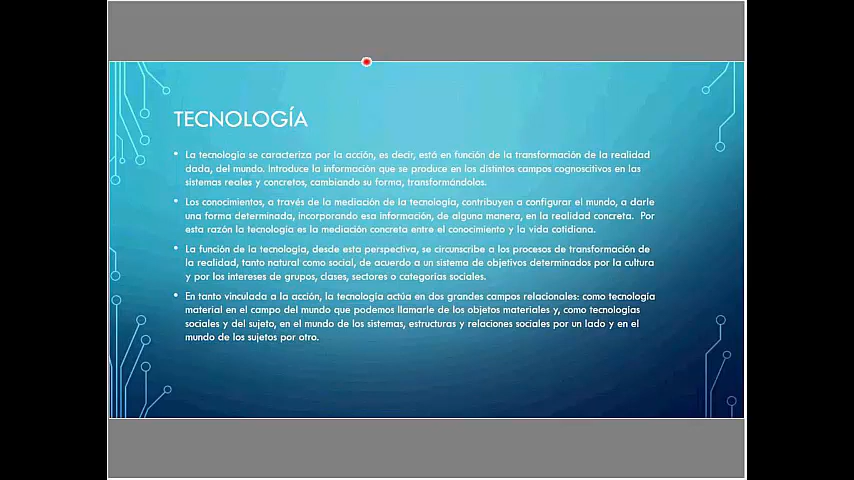 TECNOLOGÍA
• La tecnología se caracteriza por la acción, es decir, está en función de la transformación de la realidad
dada, del mundo. Introduce la información que se produce en los distintos campos cognoscitivos en las
sistemas reales y concretos, cambiando su forma, transformándolos.
• Los conocimientos, a través de la mediación de la tecnología, contribuyen a configurar el mundo, a darle
una forma determinada, incorporando esa información, de alguna manera, en la realidad concreta. Por
esta razón la tecnología es la mediación concreta entre el conocimiento y la vida cotidiana.
• La función de la tecnología, desde esta perspectiva, se circunscribe a los procesos de transformación de
la realidad, tanto natural como social, de acuerdo a un sistema de objetivos determinados por la cultura
y por los intereses de grupos, clases, sectores o categorías sociales.
• En tanto vinculada a la acción, la tecnología actúa en dos grandes campos relacionales: como tecnología
material en el campo del mundo que podemos llamarle de los objetos materiales y, como tecnologías
sociales y del sujeto, en el mundo de los sistemas, estructuras y relaciones sociales por un lado y en el
mundo de los sujetos por otro.